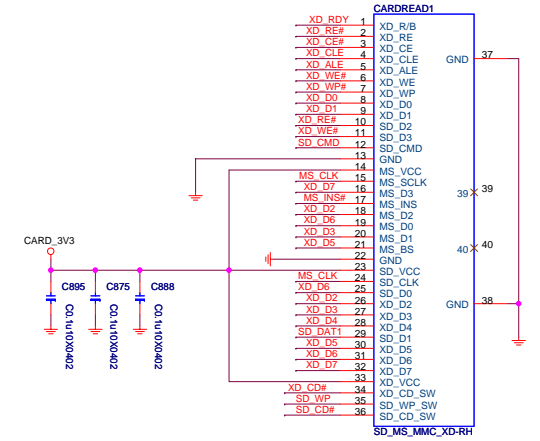 CARDREAD1
XD_RDY 1 XD_R/B
XD_RE# 2 XD_RE
XD_CE# 3 XD_CE
XD_CLE 4 XD_CLE GND 37
XD_ALE 5 XD_ALE
XD_WE# 6 XD_WE
XD_WP# 7 XD_WP
XD_D0 8 XD_D0
XD_D1 9 XD_D1
XD_RE# 10 SD_D2
XD_WE# 11 SD_D3
SD_CMD 12 SD_CMD
13 GND
14 MS_VCC
MS_CLK 15 MS_SCLK
XD_D7 16 MS_D3 39 39
MS_INS# 17 MS_INS
XD_D2 18 MS_D2
XD_D6 19 MS_D0
XD_D3 20 MS_D1
XD_D5 21 MS_BS 40 40
22 GND
CARD_3V3
23 SD_VCC
MS_CLK 24 SD_CLK
XD_D6 25 SD_D0
XD_D2 26 XD_D2 GND 38
XD_D3 27 XD_D3
XD_D4 28 XD_D4
SD_DAT1 29 SD_D1
XD_D5 30 XD_D5
XD_D6 31 XD_D6
XD_D7 32 XD_D7
33 XD_VCC
XD_CD# 34 XD_CD_SW
SD_WP 35 SD_WP_SW
SD_CD# 36 SD_CD_SW
SD_MS_MMC_XD-RH
C895 C875 C888
C0.1u10X0402
C0.1u10X0402
C0.1u10X0402